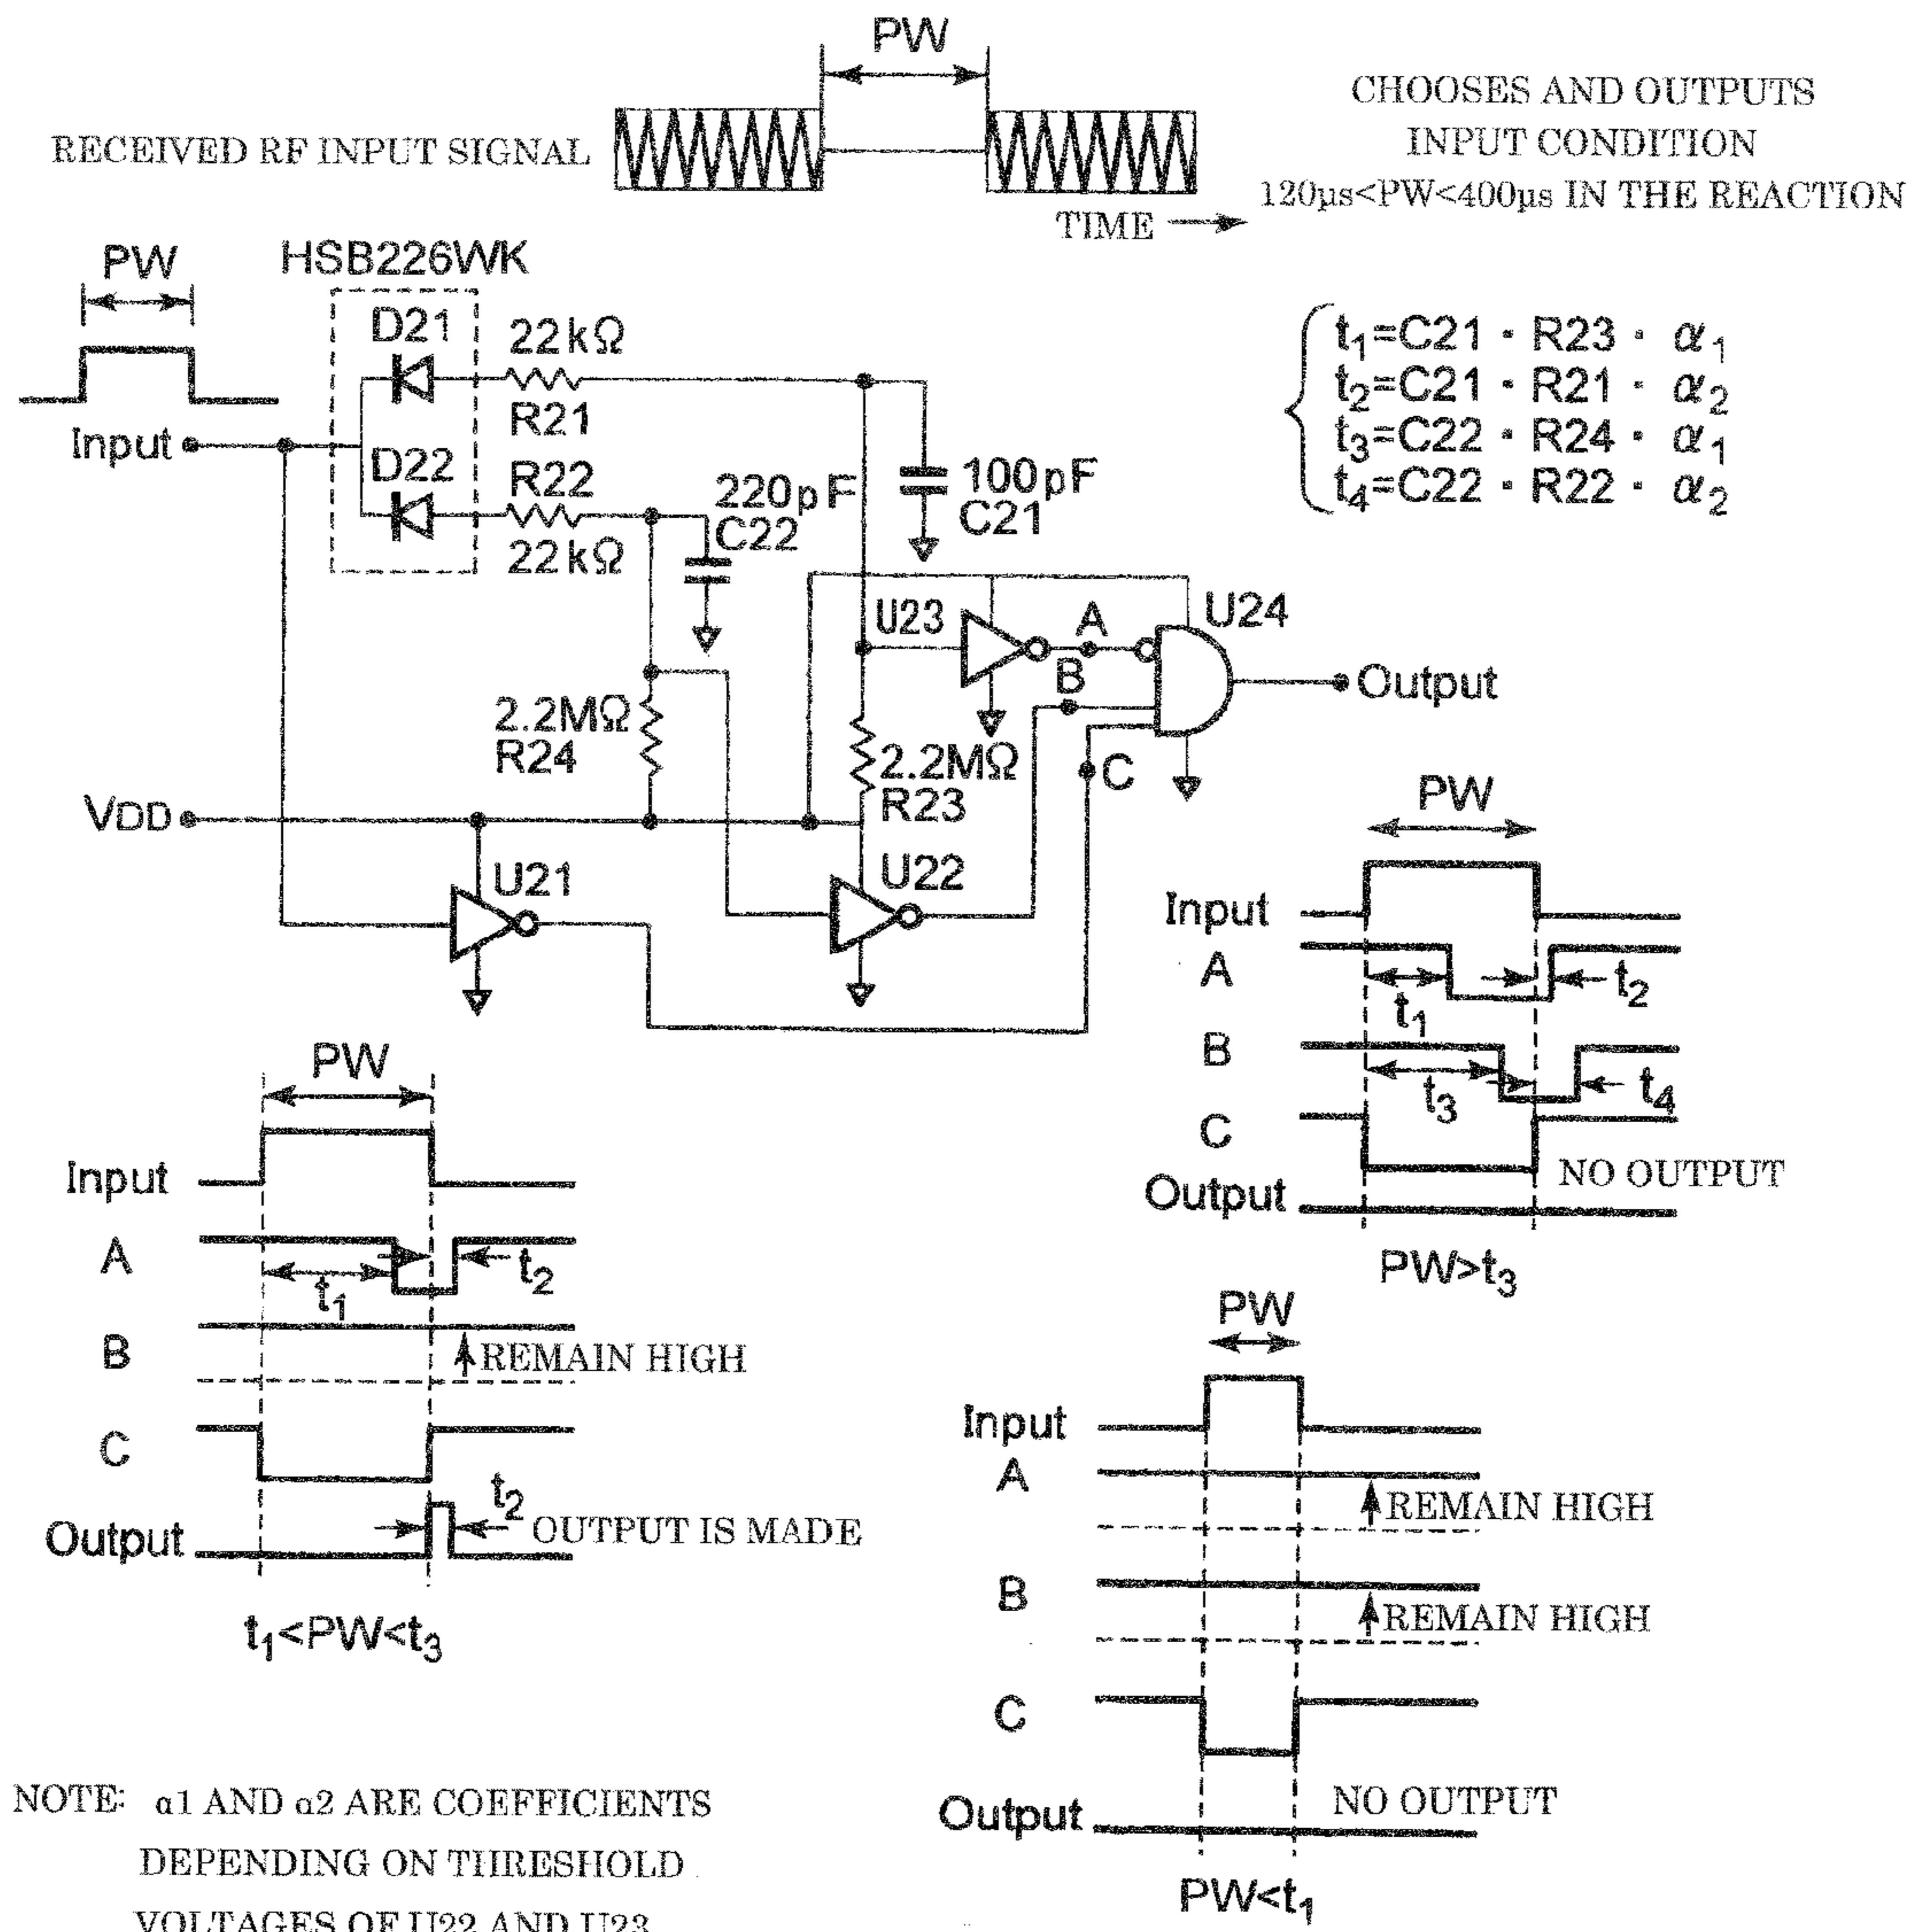 PW
RECEIVED RF INPUT SIGNAL
TIME
CHOOSES AND OUTPUTS
INPUT CONDITION
120µs<PW<400µs IN THE REACTION
PW
HSB226WK
D21
22kΩ
R21
Input
D22
R22
22kΩ
220pF
C22
100pF
C21
t1=C21・R23・α1
t2=C21・R21・α2
t3=C22・R24・α1
t4=C22・R22・α2
U23
A
B
U24
Output
2.2MΩ
R24
2.2MΩ
R23
C
VDD
U21
U22
PW
Input
A
t1
t2
B
t3
t4
C
NO OUTPUT
Output
PW>t3
PW
Input
A
t1
t2
B
REMAIN HIGH
C
t2
Output
OUTPUT IS MADE
t1<PW<t3
PW
Input
A
REMAIN HIGH
B
REMAIN HIGH
C
NO OUTPUT
Output
PW<t1
NOTE: α1 AND α2 ARE COEFFICIENTS
DEPENDING ON THRESHOLD
VOLTAGES OF U22 AND U23